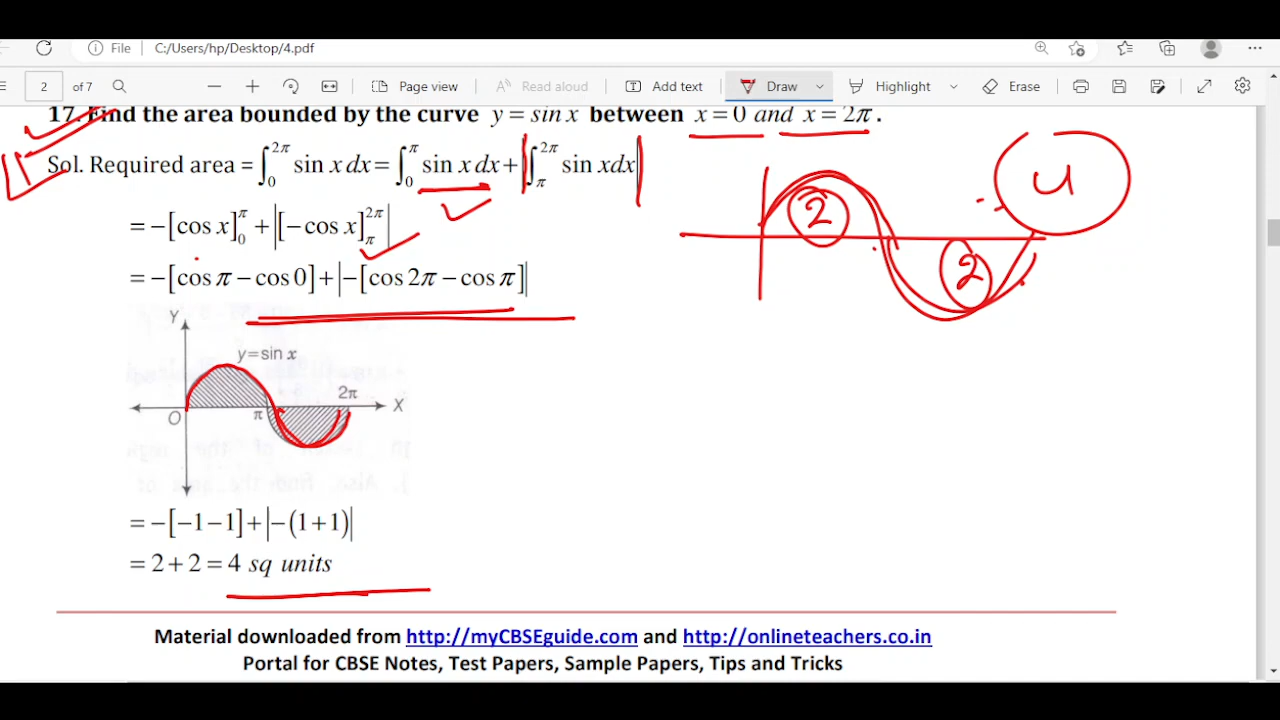 File C:/Users/hp/Desktop/4.pdf
2 of 7 Page view Read aloud Add text Draw Highlight Erase
17. Find the area bounded by the curve y = sin x between x = 0 and x = 2π .
Sol. Required area = ∫₀^2π sin x dx = ∫₀^π sin x dx + |∫_π^2π sin xdx|
= −[cos x]₀^π + |[−cos x]_π^2π|
= −[cos π − cos 0] + |−[cos 2π − cos π]|
2
2
4
Y
y=sin x
2π
O π X
= −[−1−1]+|−(1+1)|
= 2+2 = 4 sq units
Material downloaded from http://myCBSEguide.com and http://onlineteachers.co.in
Portal for CBSE Notes, Test Papers, Sample Papers, Tips and Tricks